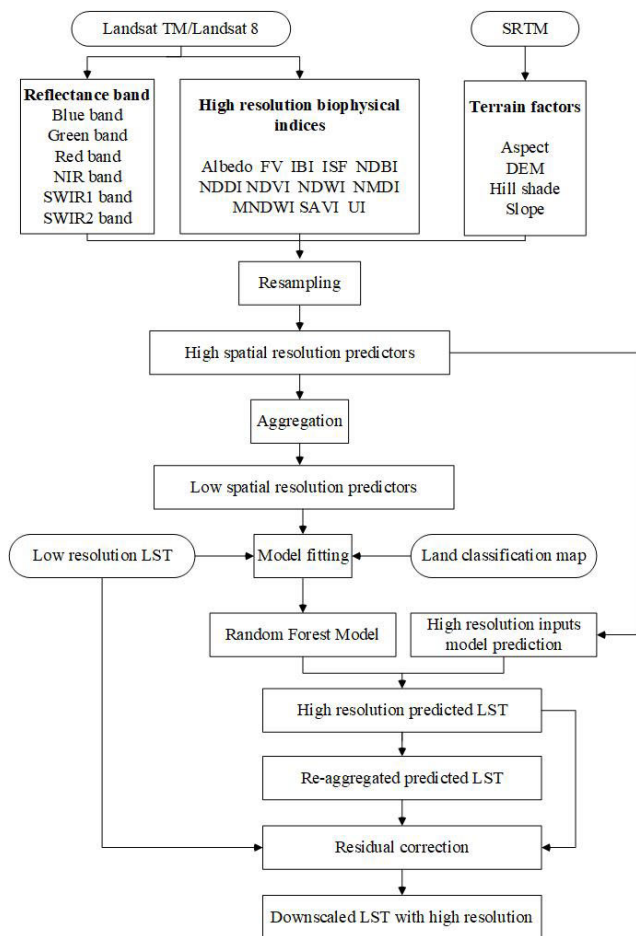 Landsat TM/Landsat 8
SRTM
Reflectance band
Blue band
Green band
Red band
NIR band
SWIR1 band
SWIR2 band
High resolution biophysical
indices
Albedo FV IBI ISF NDBI
NDDI NDVI NDWI NMDI
MNDWI SAVI UI
Terrain factors
Aspect
DEM
Hill shade
Slope
Resampling
High spatial resolution predictors
Aggregation
Low spatial resolution predictors
Low resolution LST
Model fitting
Land classification map
Random Forest Model
High resolution inputs
model prediction
High resolution predicted LST
Re-aggregated predicted LST
Residual correction
Downscaled LST with high resolution